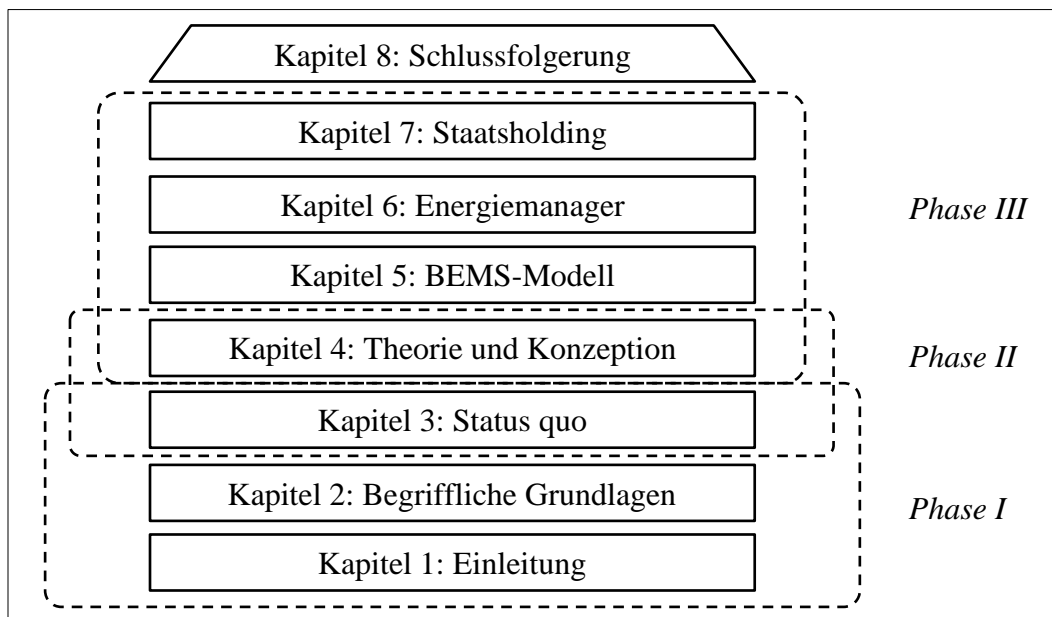 Kapitel 8: Schlussfolgerung
Kapitel 7: Staatsholding
Kapitel 6: Energiemanager
Phase III
Kapitel 5: BEMS-Modell
Kapitel 4: Theorie und Konzeption
Phase II
Kapitel 3: Status quo
Kapitel 2: Begriffliche Grundlagen
Phase I
Kapitel 1: Einleitung